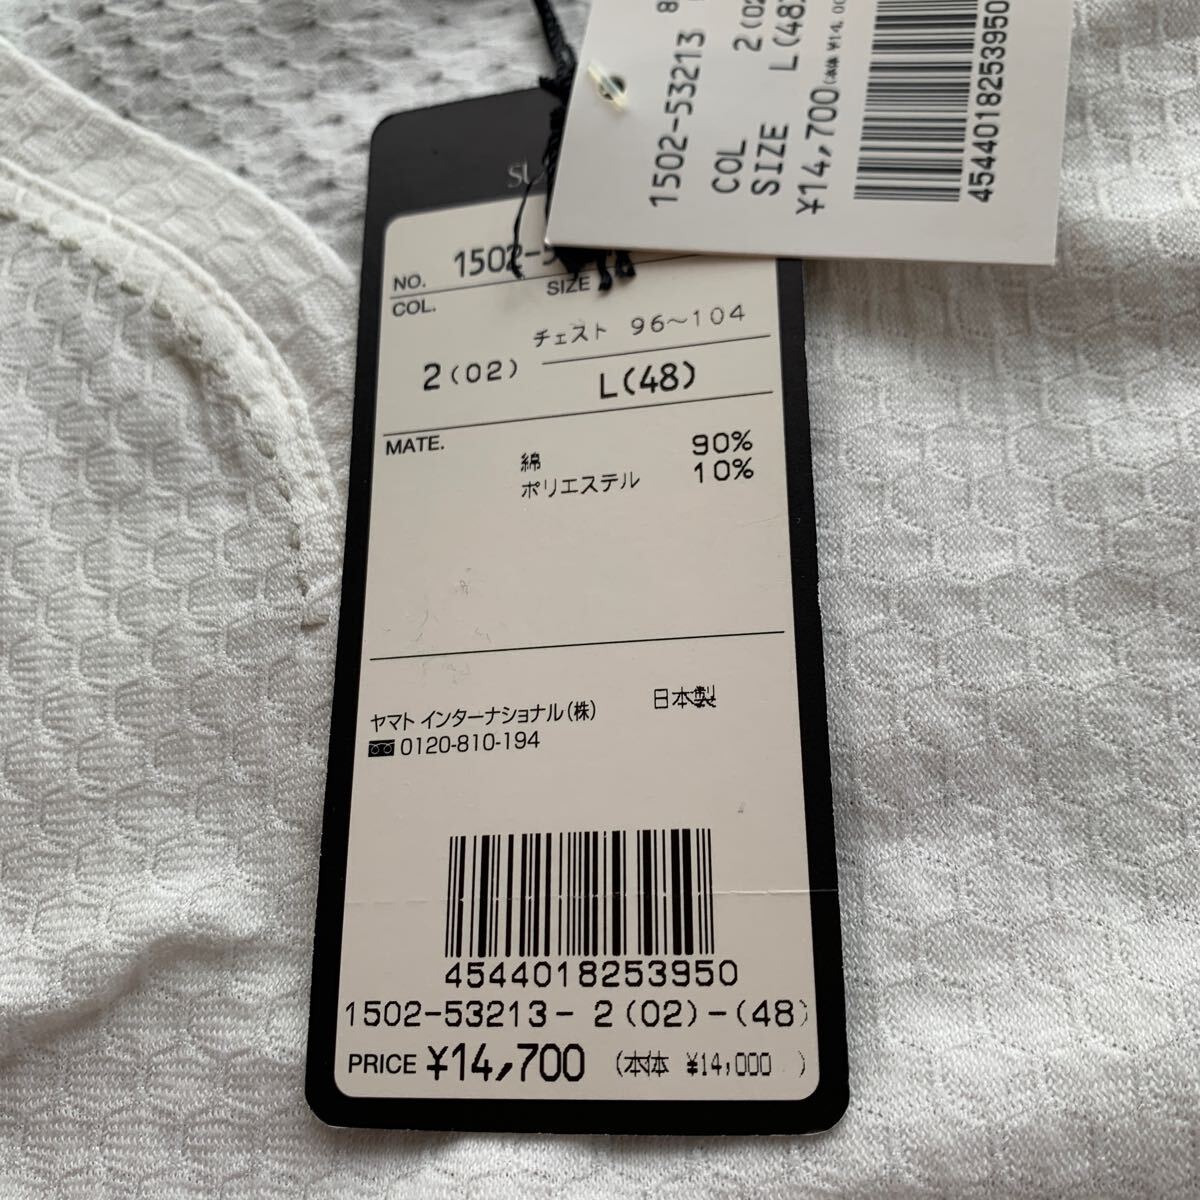 1502-53213
COL 2(02
SIZE L(48)
¥14,700
4544018253950
NO. 1502-5
COL.
SIZE
チェスト 96~104
2(02)
L(48)
MATE.
綿 90%
ポリエステル 10%
ヤマト インターナショナル(株)
日本製
0120-810-194
4544018253950
1502-53213- 2(02)-(48)
PRICE ¥14,700 (本体 ¥14,000 )